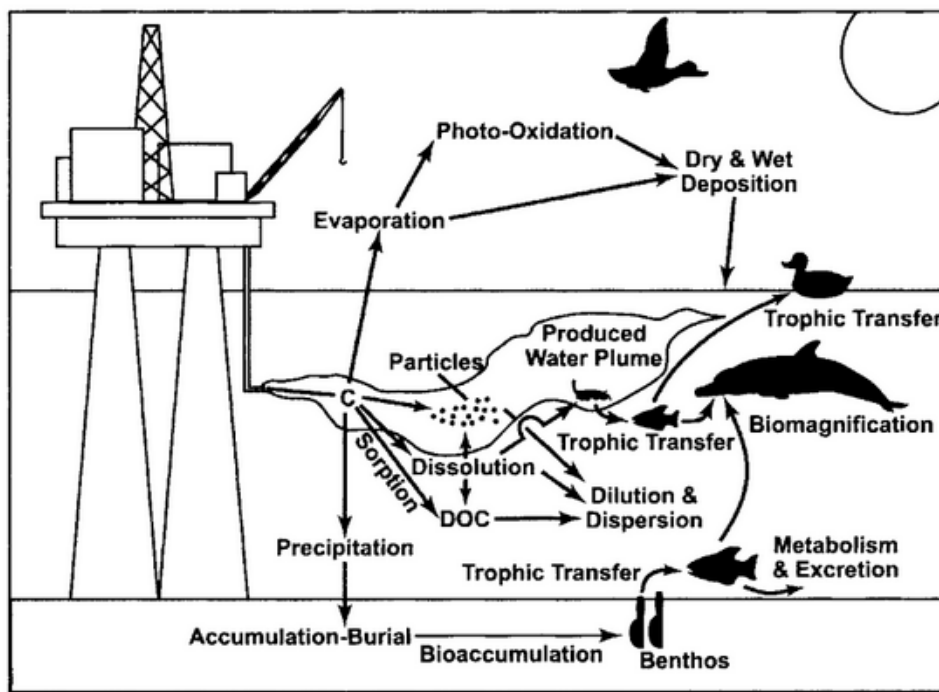 Photo-Oxidation
Dry & Wet
Deposition
Evaporation
Trophic Transfer
Produced
Water Plume
Particles
C
Trophic Transfer
Biomagnification
Sorption
Dissolution
Dilution &
Dispersion
DOC
Precipitation
Trophic Transfer
Metabolism
& Excretion
Accumulation-Burial
Bioaccumulation
Benthos